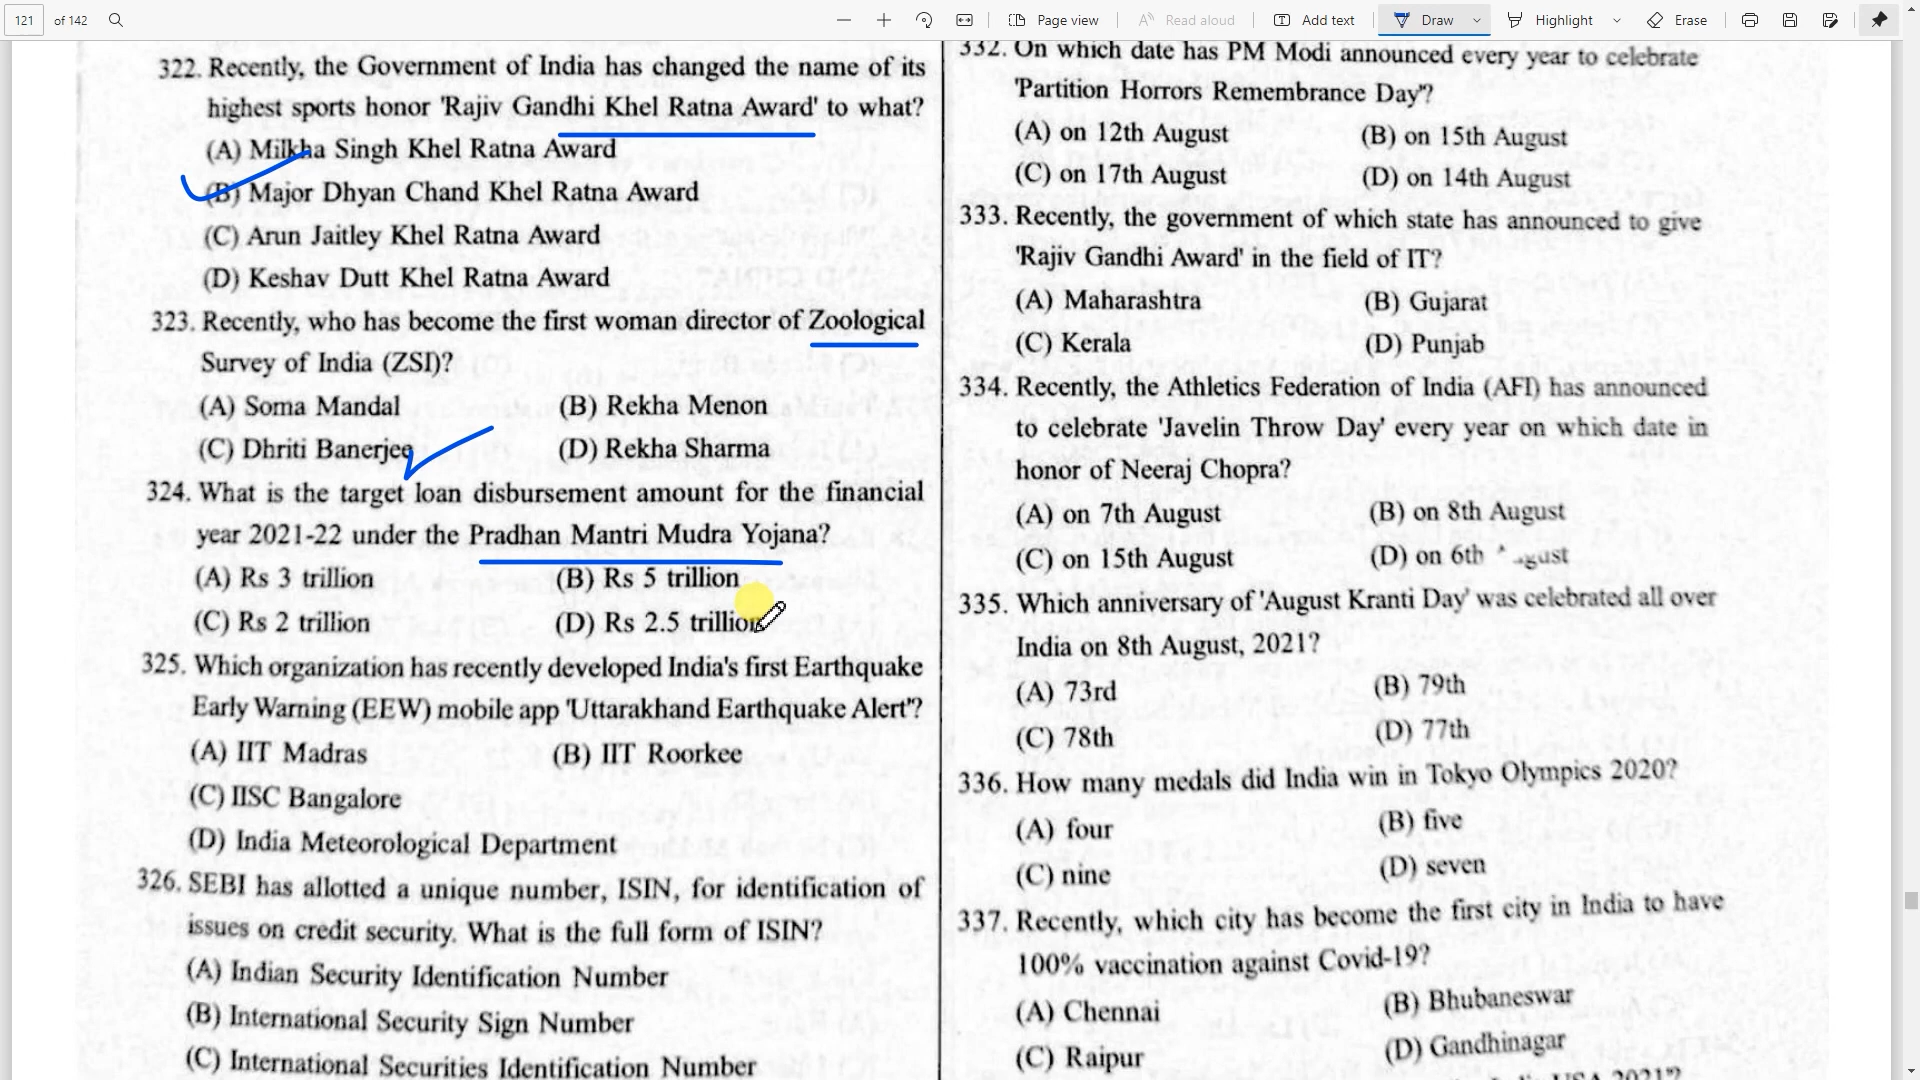 121 of 142
Page view
Read aloud
Add text
Draw
Highlight
Erase
322. Recently, the Government of India has changed the name of its
highest sports honor 'Rajiv Gandhi Khel Ratna Award' to what?
(A) Milkha Singh Khel Ratna Award
(B) Major Dhyan Chand Khel Ratna Award
(C) Arun Jaitley Khel Ratna Award
(D) Keshav Dutt Khel Ratna Award
323. Recently, who has become the first woman director of Zoological
Survey of India (ZSI)?
(A) Soma Mandal (B) Rekha Menon
(C) Dhriti Banerjee (D) Rekha Sharma
324. What is the target loan disbursement amount for the financial
year 2021-22 under the Pradhan Mantri Mudra Yojana?
(A) Rs 3 trillion (B) Rs 5 trillion
(C) Rs 2 trillion (D) Rs 2.5 trillion
325. Which organization has recently developed India's first Earthquake
Early Warning (EEW) mobile app 'Uttarakhand Earthquake Alert'?
(A) IIT Madras (B) IIT Roorkee
(C) IISC Bangalore
(D) India Meteorological Department
326. SEBI has allotted a unique number, ISIN, for identification of
issues on credit security. What is the full form of ISIN?
(A) Indian Security Identification Number
(B) International Security Sign Number
(C) International Securities Identification Number
332. On which date has PM Modi announced every year to celebrate
'Partition Horrors Remembrance Day'?
(A) on 12th August (B) on 15th August
(C) on 17th August (D) on 14th August
333. Recently, the government of which state has announced to give
'Rajiv Gandhi Award' in the field of IT?
(A) Maharashtra (B) Gujarat
(C) Kerala (D) Punjab
334. Recently, the Athletics Federation of India (AFI) has announced
to celebrate 'Javelin Throw Day' every year on which date in
honor of Neeraj Chopra?
(A) on 7th August (B) on 8th August
(C) on 15th August (D) on 6th
335. Which anniversary of 'August Kranti Day' was celebrated all over
India on 8th August, 2021?
(A) 73rd (B) 79th
(C) 78th (D) 77th
336. How many medals did India win in Tokyo Olympics 2020?
(A) four (B) five
(C) nine (D) seven
337. Recently, which city has become the first city in India to have
100% vaccination against Covid-19?
(A) Chennai (B) Bhubaneswar
(C) Raipur (D) Gandhinagar